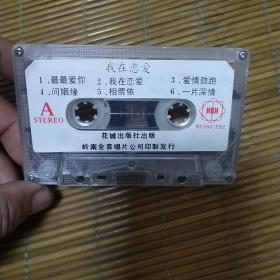 我在恋爱
1、最最爱你 2、我在恋爱 3、爱情劲跑
4、问姻缘 5、相偎依 6、一片深情
A
STEREO
花城出版社出版
岭南全音唱片公司印制发行